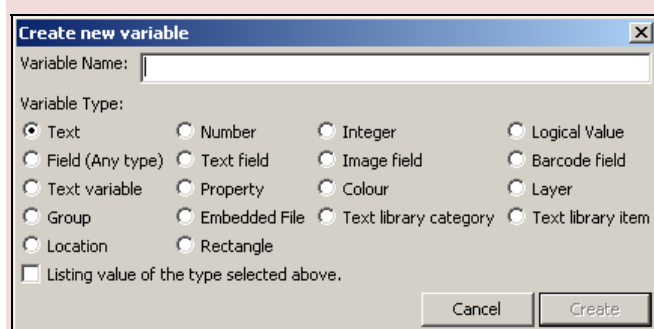 Create new variable
Variable Name:
Variable Type:
Text Number Integer Logical Value
Field (Any type) Text field Image field Barcode field
Text variable Property Colour Layer
Group Embedded File Text library category Text library item
Location Rectangle
Listing value of the type selected above.
Cancel Create